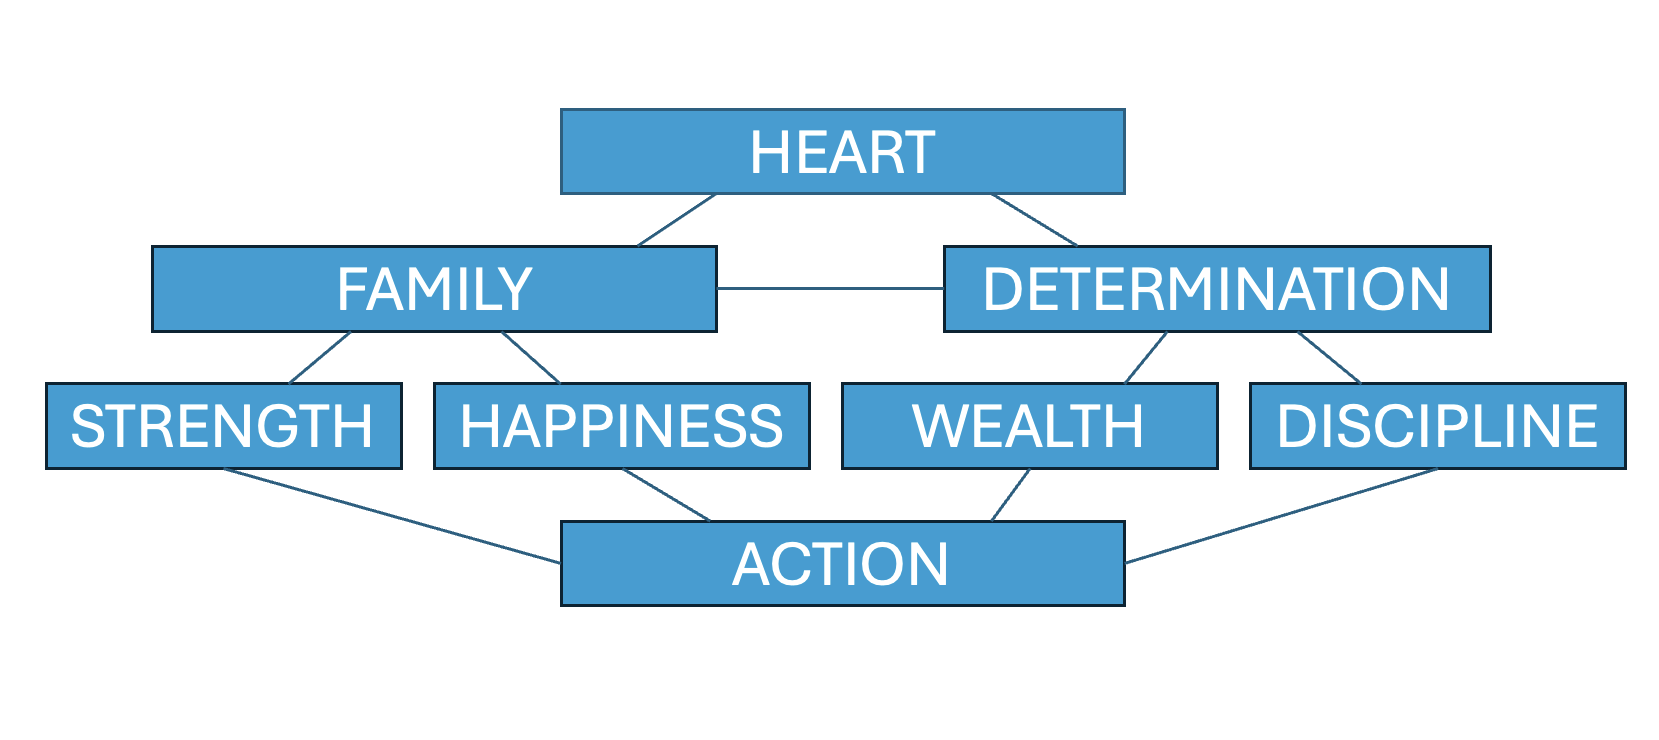 HEART
FAMILY
DETERMINATION
STRENGTH
HAPPINESS
WEALTH
DISCIPLINE
ACTION